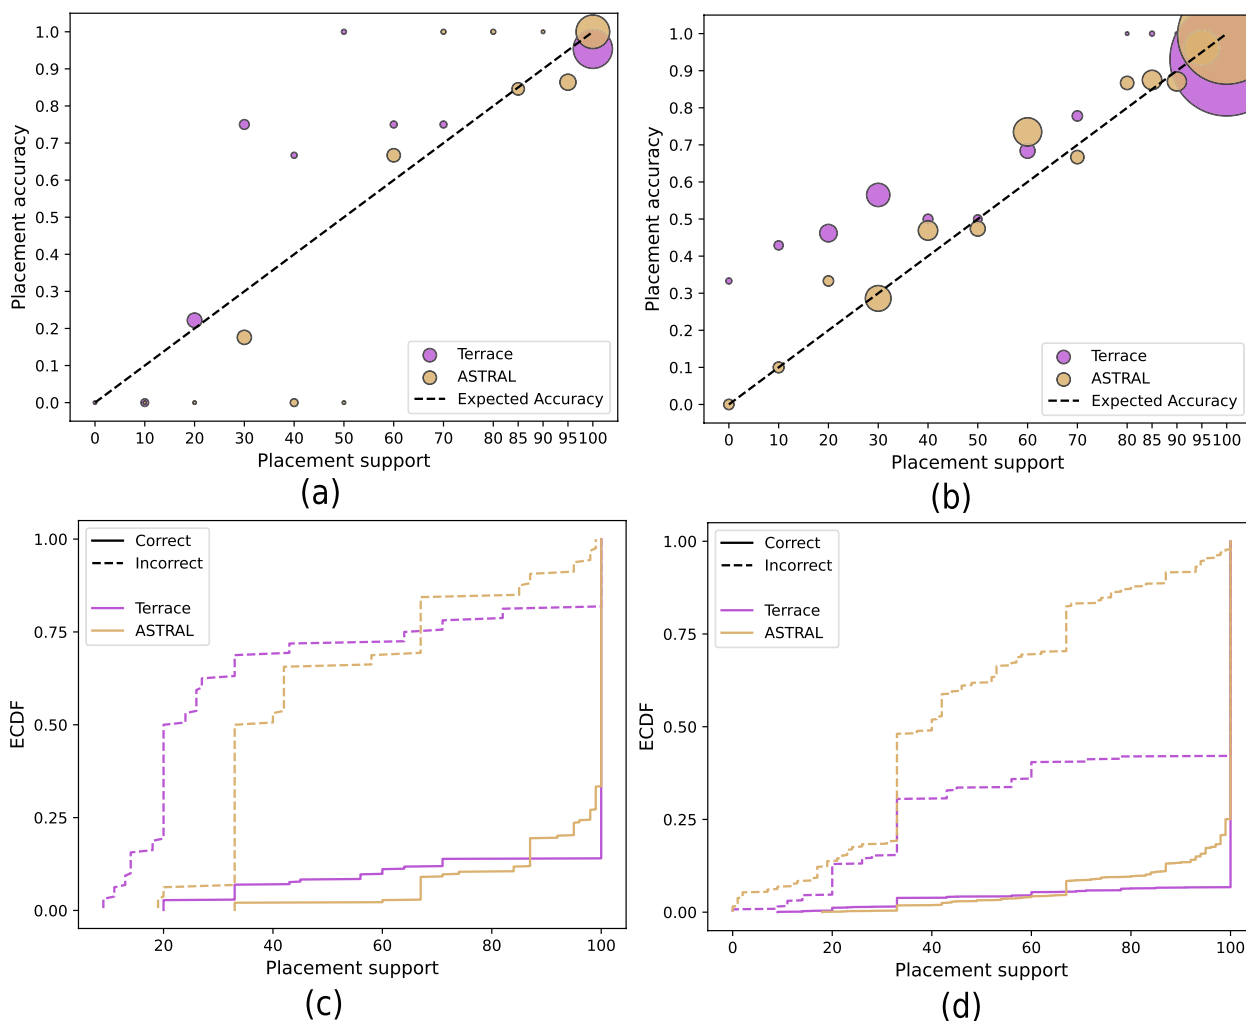 1.0
0.9
0.8
0.7
0.6
0.5
0.4
0.3
0.2
0.1
0.0
Placement accuracy
Terrace
ASTRAL
Expected Accuracy
0 10 20 30 40 50 60 70 80 85 90 95 100
Placement support
(a)
1.0
0.9
0.8
0.7
0.6
0.5
0.4
0.3
0.2
0.1
0.0
Placement accuracy
Terrace
ASTRAL
Expected Accuracy
0 10 20 30 40 50 60 70 80 85 90 95 100
Placement support
(b)
Correct
Incorrect
Terrace
ASTRAL
1.00
0.75
0.50
0.25
0.00
ECDF
20 40 60 80 100
Placement support
(c)
Correct
Incorrect
Terrace
ASTRAL
1.00
0.75
0.50
0.25
0.00
ECDF
0 20 40 60 80 100
Placement support
(d)